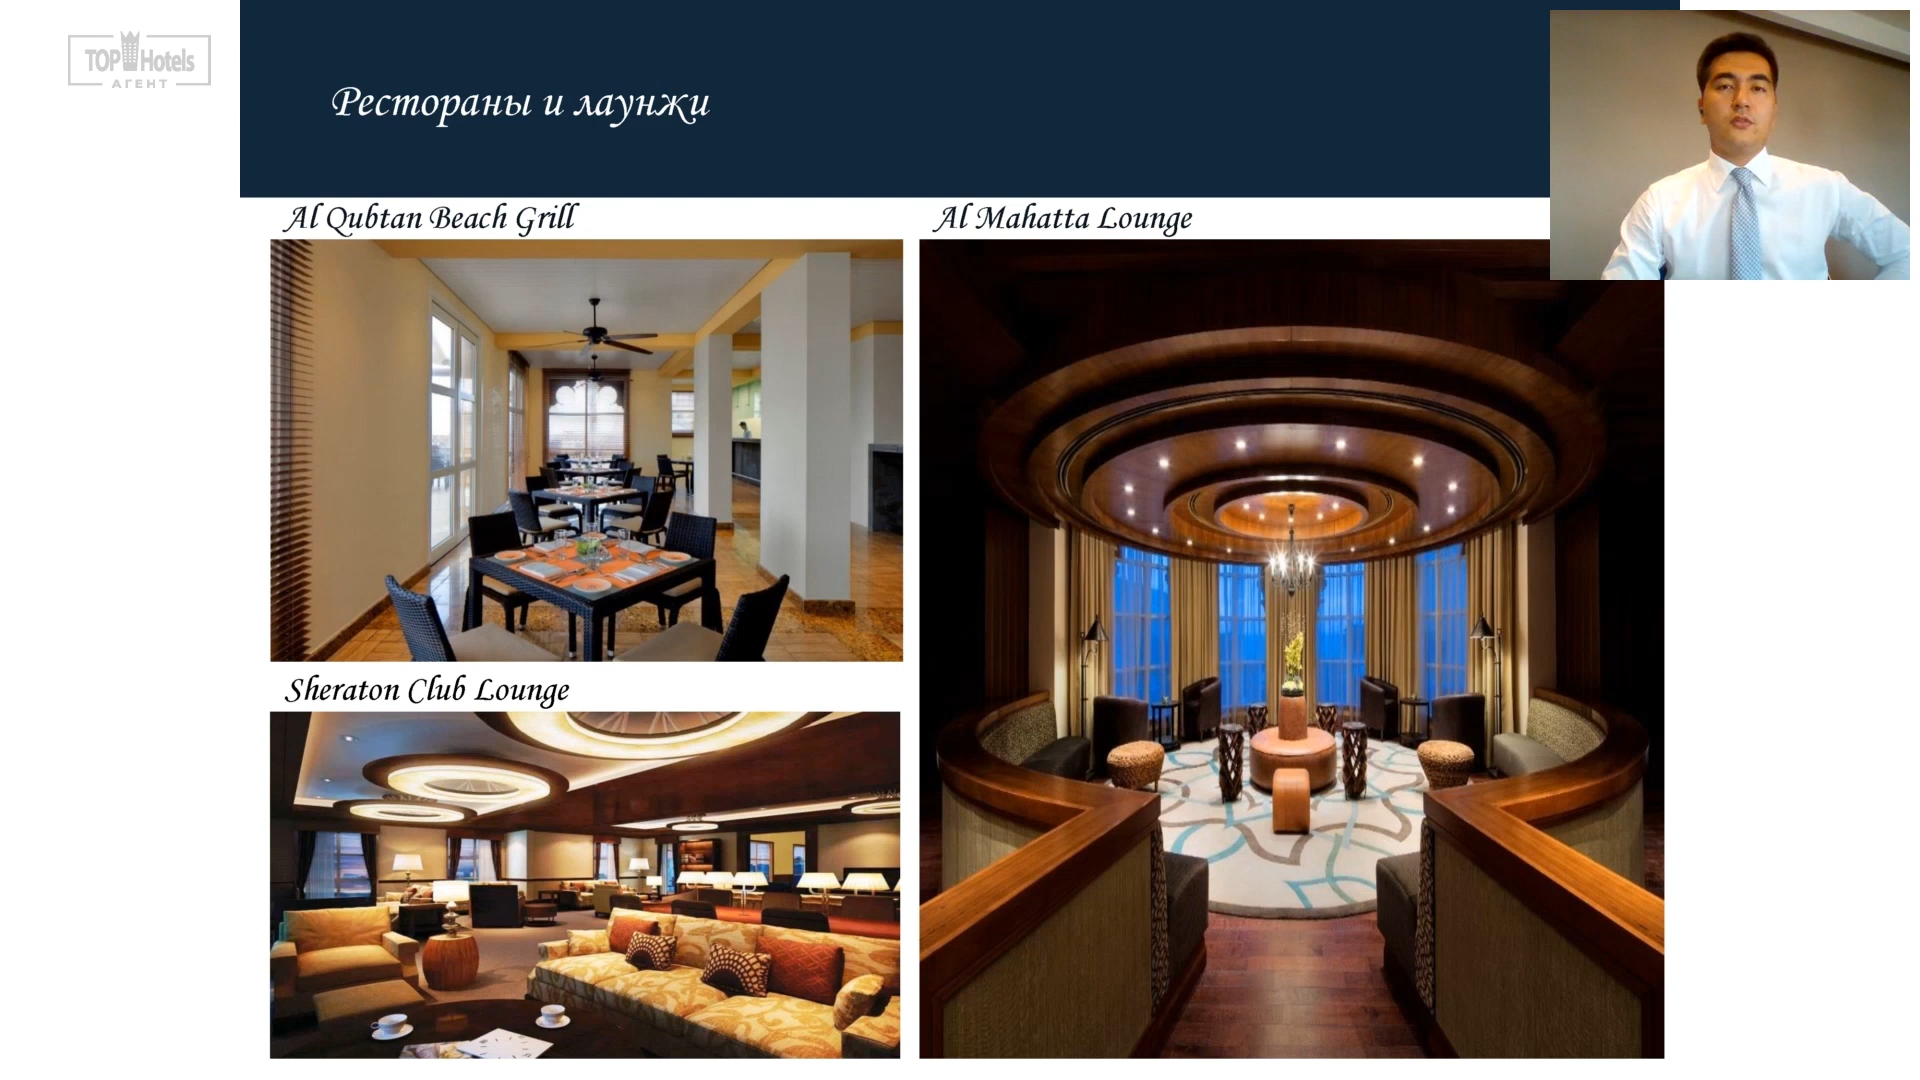 TOP Hotels
АГЕНТ
Рестораны и лаунжи
Al Qubtan Beach Grill
Al Mahatta Lounge
Sheraton Club Lounge